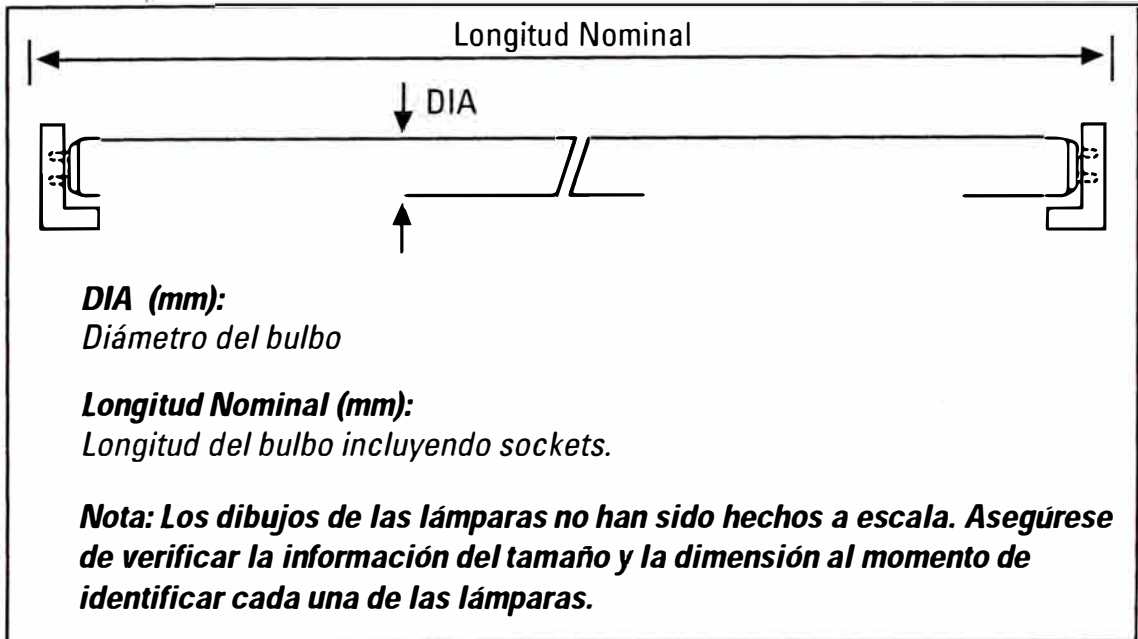 Longitud Nominal
DIA
DIA (mm):
Diámetro del bulbo
Longitud Nominal (mm):
Longitud del bulbo incluyendo sockets.
Nota: Los dibujos de las lámparas no han sido hechos a escala. Asegúrese
de verificar la información del tamaño y la dimensión al momento de
identificar cada una de las lámparas.